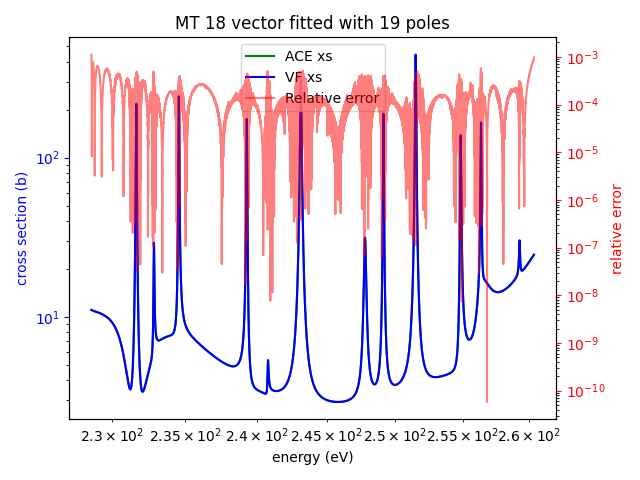 MT 18 vector fitted with 19 poles
ACE xs
VF xs
Relative error
cross section (b)
10²
10¹
relative error
10⁻³
10⁻⁴
10⁻⁵
10⁻⁶
10⁻⁷
10⁻⁸
10⁻⁹
10⁻¹⁰
2.3 × 10² 2.35 × 10² 2.4 × 10² 2.45 × 10² 2.5 × 10² 2.55 × 10² 2.6 × 10²
energy (eV)